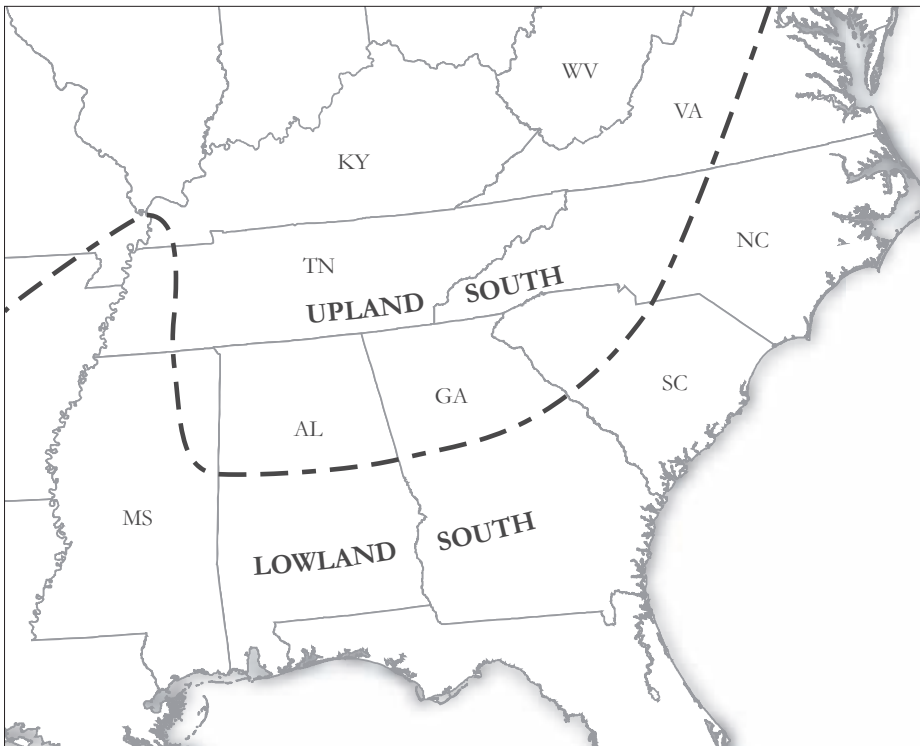 WV
VA
KY
NC
TN
UPLAND SOUTH
SC
GA
AL
MS
LOWLAND SOUTH